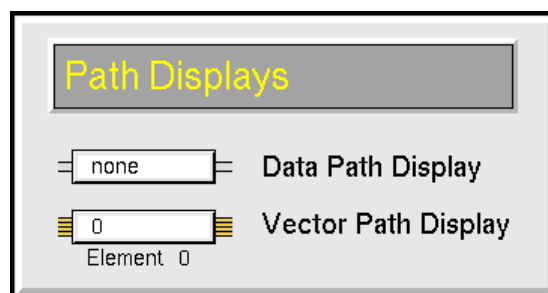 Path Displays
none Data Path Display
0 Vector Path Display
Element 0